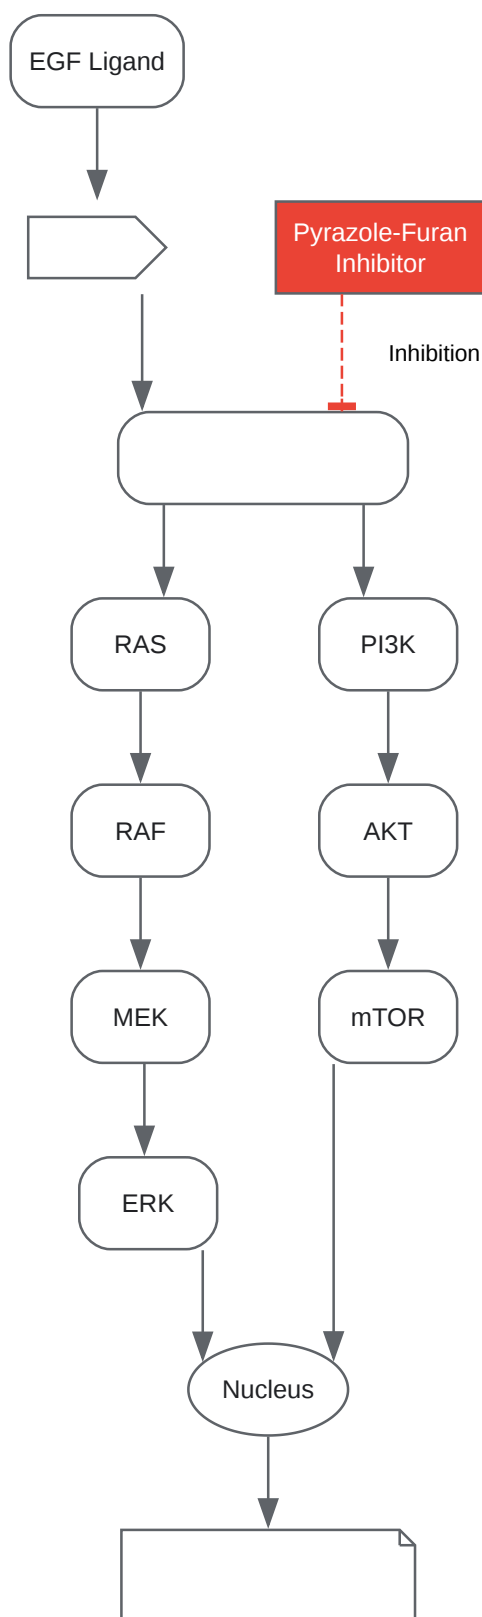 EGF Ligand
Pyrazole-Furan
Inhibitor
Inhibition
RAS
PI3K
RAF
AKT
MEK
mTOR
ERK
Nucleus